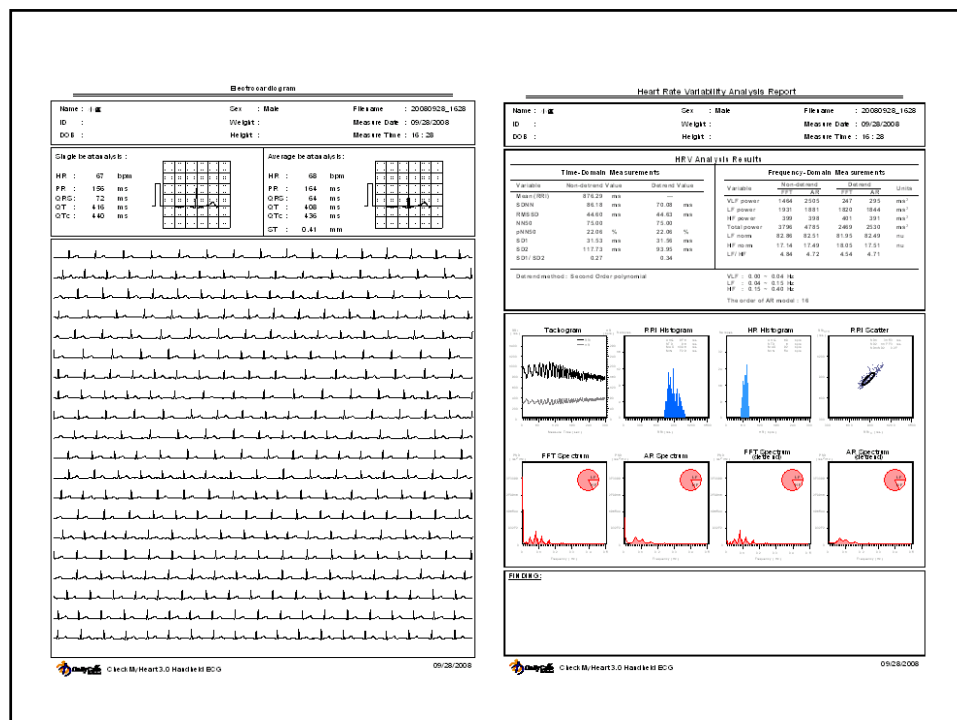 Electrocardiogram
Name :
Sex : Male
Filename : 20080928_1628
ID :
Weight :
Measure Date : 09/28/2008
DOB :
Height :
Measure Time : 16 : 28
Single beat analysis :
HR : 67 bpm
PR : 156 ms
QRS : 72 ms
QT : 416 ms
QTc : 440 ms
Average beat analysis :
HR : 68 bpm
PR : 164 ms
QRS : 64 ms
QT : 408 ms
QTc : 436 ms
ST : 0.41 mm
DailyCare CheckMyHeart 3.0 Handheld ECG
09/28/2008
Heart Rate Variability Analysis Report
Name :
Sex : Male
Filename : 20080928_1628
ID :
Weight :
Measure Date : 09/28/2008
DOB :
Height :
Measure Time : 16 : 28
HRV Analysis Results
Time-Domain Measurements
Variable Non-detrend Value Detrend Value
Mean(RRI) 876.29 ms ---
SDNN 86.18 ms 70.08 ms
RMSSD 44.60 ms 44.63 ms
NN50 75.00 75.00
pNN50 22.06 % 22.06 %
SD1 31.53 ms 31.56 ms
SD2 117.73 ms 93.95 ms
SD1/SD2 0.27 0.34
Frequency-Domain Measurements
Non-detrend Detrend
Variable FFT AR FFT AR Units
VLF power 1464 2505 247 295 ms²
LF power 1931 1881 1820 1844 ms²
HF power 399 398 401 391 ms²
Total power 3796 4785 2469 2530 ms²
LF norm 82.86 82.51 81.95 82.49 nu
HF norm 17.14 17.49 18.05 17.51 nu
LF/HF 4.84 4.72 4.54 4.71
Detrend method : Second Order polynomial
VLF : 0.00 ~ 0.04 Hz
LF : 0.04 ~ 0.15 Hz
HF : 0.15 ~ 0.40 Hz
The order of AR model : 16
Tachogram
RRI Histogram
HR Histogram
RRI Scatter
FFT Spectrum
AR Spectrum
FFT Spectrum
(detrend)
AR Spectrum
(detrend)
FINDING:
DailyCare CheckMyHeart 3.0 Handheld ECG
09/28/2008